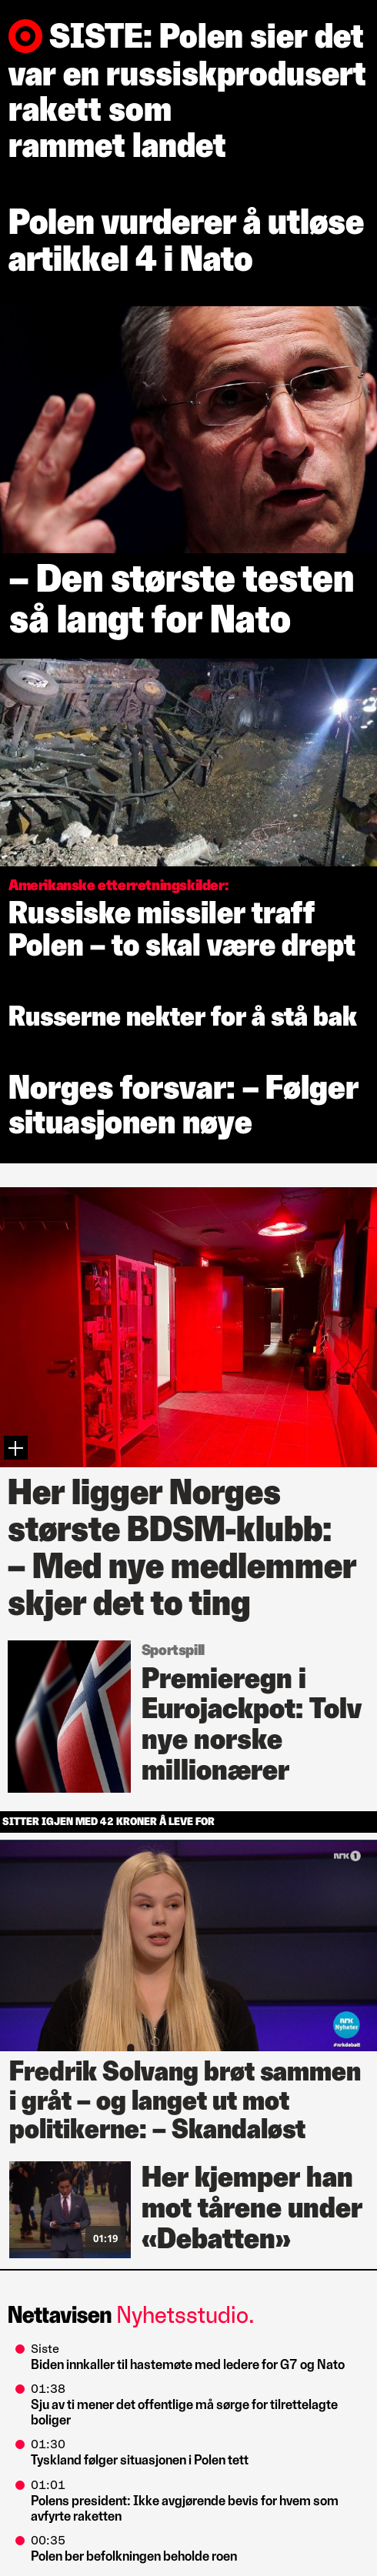 SISTE: Polen sier det
var en russiskprodusert
rakett som
rammet landet
Polen vurderer å utløse
artikkel 4 i Nato
– Den største testen
så langt for Nato
Amerikanske etterretningskilder:
Russiske missiler traff
Polen – to skal være drept
Russerne nekter for å stå bak
Norges forsvar: – Følger
situasjonen nøye
Her ligger Norges
største BDSM-klubb:
– Med nye medlemmer
skjer det to ting
Sportspill
Premieregn i
Eurojackpot: Tolv
nye norske
millionærer
SITTER IGJEN MED 42 KRONER Å LEVE FOR
NRK 1
NRK
Nyheter
#nrkdebatt
Fredrik Solvang brøt sammen
i gråt – og langet ut mot
politikerne: – Skandaløst
01:19
Her kjemper han
mot tårene under
«Debatten»
Nettavisen Nyhetsstudio.
Siste
Biden innkaller til hastemøte med ledere for G7 og Nato
01:38
Sju av ti mener det offentlige må sørge for tilrettelagte
boliger
01:30
Tyskland følger situasjonen i Polen tett
01:01
Polens president: Ikke avgjørende bevis for hvem som
avfyrte raketten
00:35
Polen ber befolkningen beholde roen